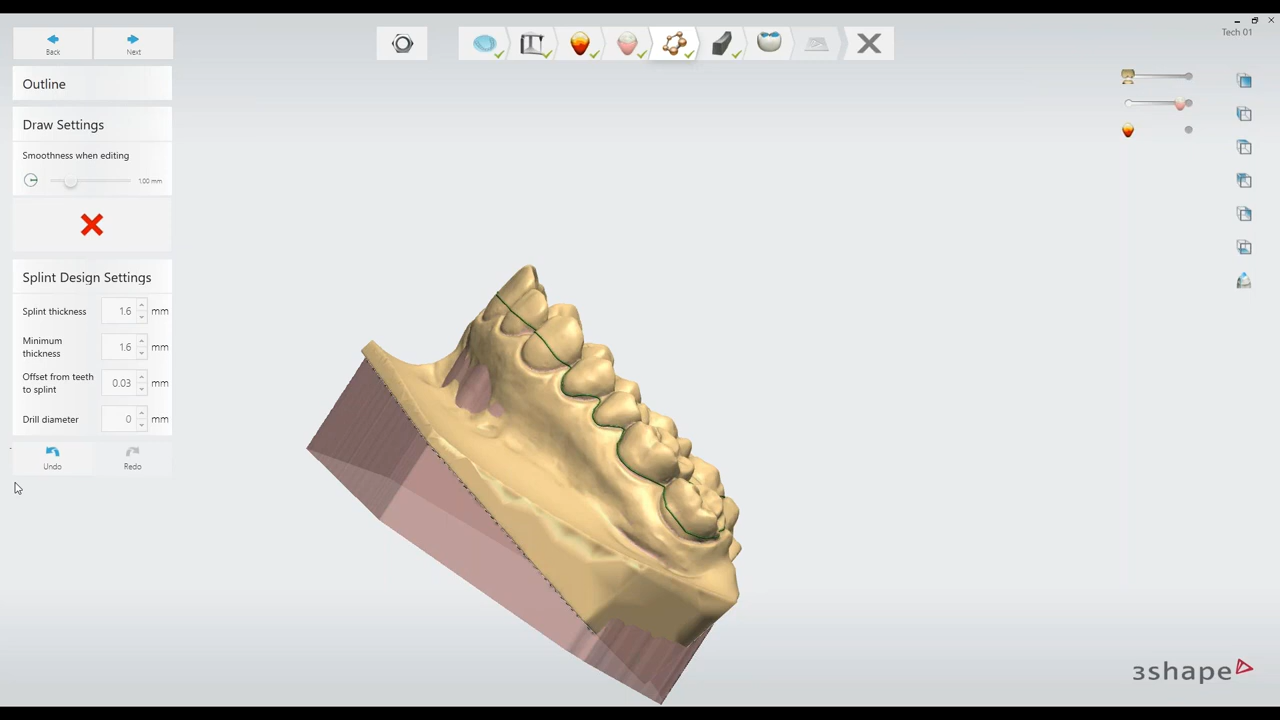 Tech 01
Back
Next
Outline
Draw Settings
Smoothness when editing
1.00 mm
Splint Design Settings
Splint thickness 1.6 mm
Minimum
thickness 1.6 mm
Offset from teeth
to splint 0.03 mm
Drill diameter 0 mm
Undo
Redo
3shape